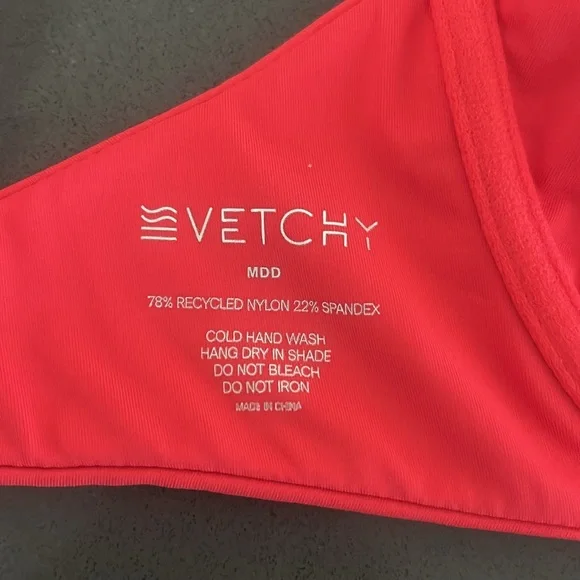 VETCHY
MDD
78% RECYCLED NYLON 22% SPANDEX
COLD HAND WASH
HANG DRY IN SHADE
DO NOT BLEACH
DO NOT IRON
MADE IN CHINA